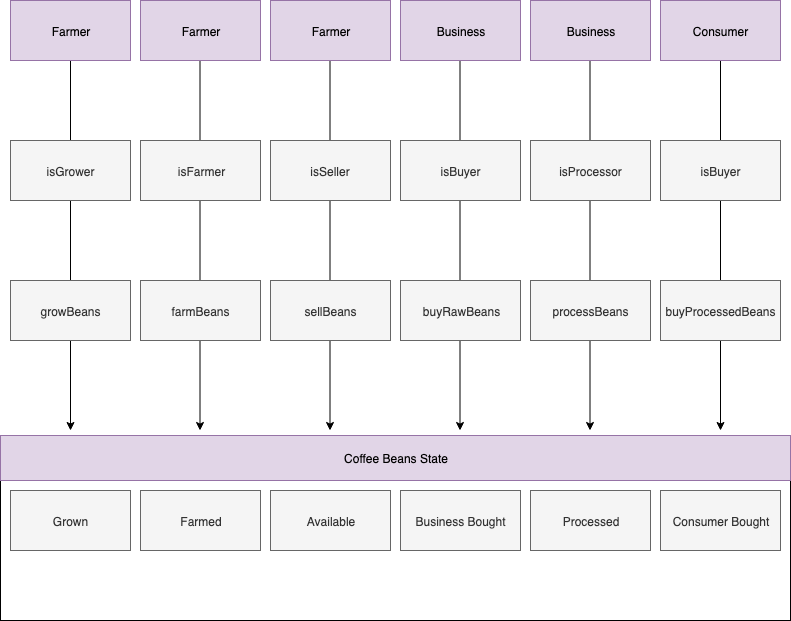 Farmer
Farmer
Farmer
Business
Business
Consumer
isGrower
isFarmer
isSeller
isBuyer
isProcessor
isBuyer
growBeans
farmBeans
sellBeans
buyRawBeans
processBeans
buyProcessedBeans
Coffee Beans State
Grown
Farmed
Available
Business Bought
Processed
Consumer Bought